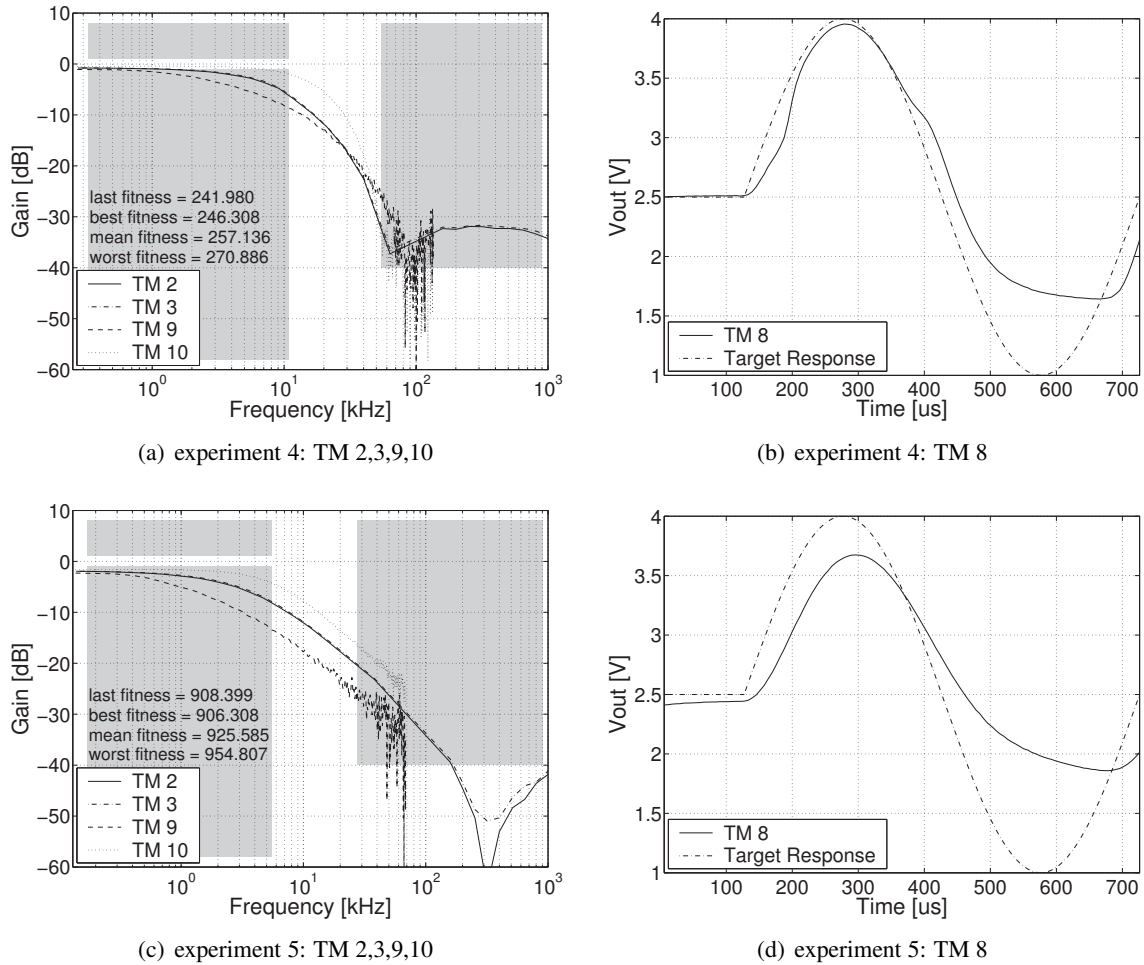 10
0
−10
−20
−30
−40
−50
−60
Gain [dB]
last fitness = 241.980
best fitness = 246.308
mean fitness = 257.136
worst fitness = 270.886
TM 2
TM 3
TM 9
TM 10
10^0
10^1
10^2
10^3
Frequency [kHz]
(a) experiment 4: TM 2,3,9,10
4
3.5
3
2.5
2
1.5
1
Vout [V]
TM 8
Target Response
100 200 300 400 500 600 700
Time [us]
(b) experiment 4: TM 8
10
0
−10
−20
−30
−40
−50
−60
Gain [dB]
last fitness = 908.399
best fitness = 906.308
mean fitness = 925.585
worst fitness = 954.807
TM 2
TM 3
TM 9
TM 10
10^0
10^1
10^2
10^3
Frequency [kHz]
(c) experiment 5: TM 2,3,9,10
4
3.5
3
2.5
2
1.5
1
Vout [V]
TM 8
Target Response
100 200 300 400 500 600 700
Time [us]
(d) experiment 5: TM 8